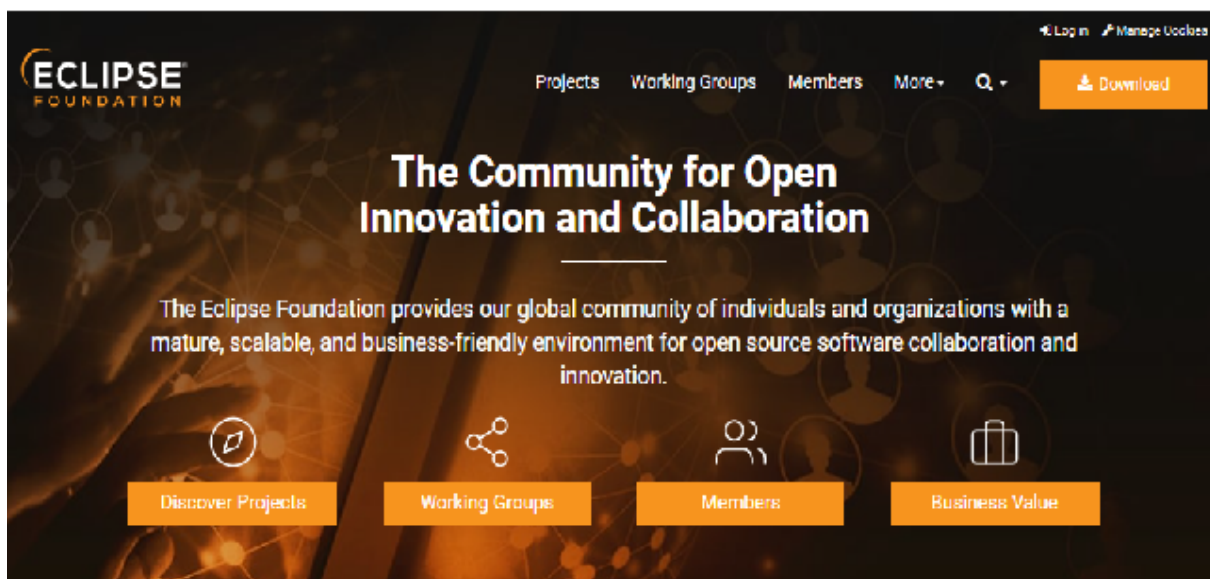 Log in Manage Cookies
ECLIPSE
FOUNDATION
Projects Working Groups Members More Download
The Community for Open
Innovation and Collaboration
The Eclipse Foundation provides our global community of individuals and organizations with a
mature, scalable, and business-friendly environment for open source software collaboration and
innovation.
Discover Projects Working Groups Members Business Value